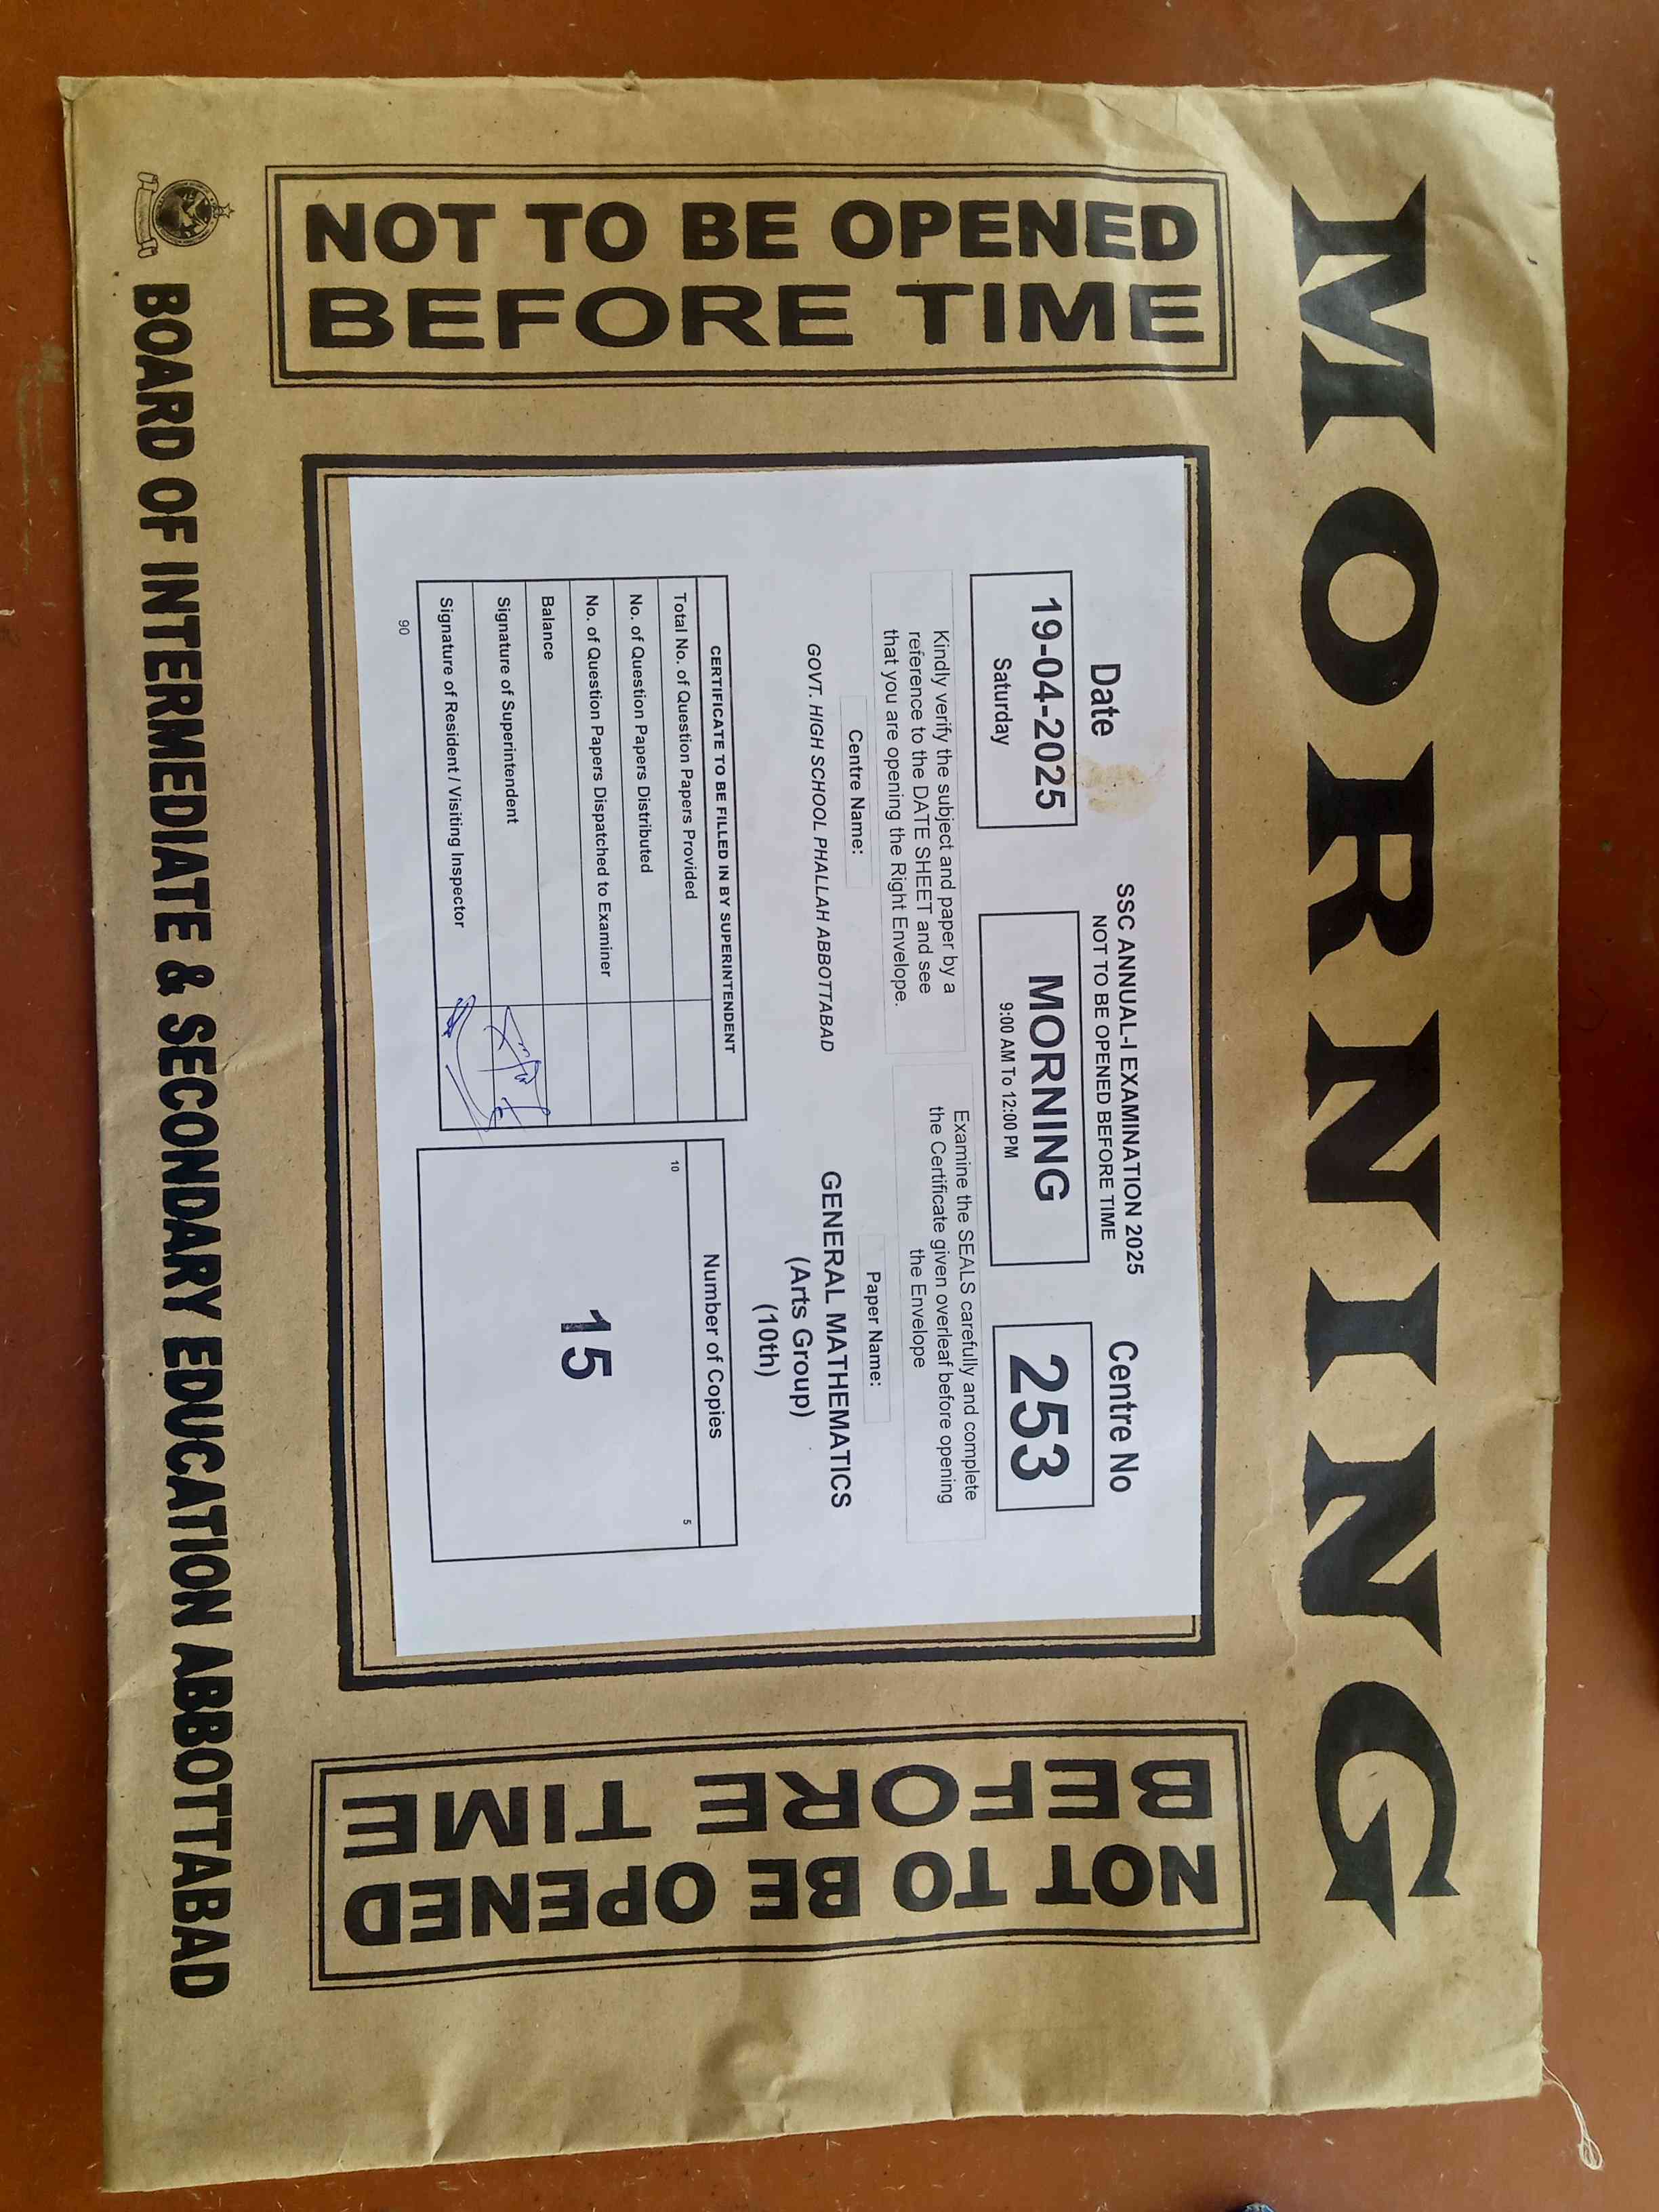 MORNING
NOT TO BE OPENED
BEFORE TIME
SSC ANNUAL-I EXAMINATION 2025
NOT TO BE OPENED BEFORE TIME
Date
Centre No
19-04-2025
Saturday
MORNING
9:00 AM To 12:00 PM
253
Kindly verify the subject and paper by a
reference to the DATE SHEET and see
that you are opening the Right Envelope.
Examine the SEALS carefully and complete
the Certificate given overleaf before opening
the Envelope
Centre Name:
Paper Name:
GOVT. HIGH SCHOOL PHALLAH ABBOTTABAD
GENERAL MATHEMATICS
(Arts Group)
(10th)
CERTIFICATE TO BE FILLED IN BY SUPERINTENDENT
Total No. of Question Papers Provided
No. of Question Papers Distributed
No. of Question Papers Dispatched to Examiner
Balance
Signature of Superintendent
Signature of Resident / Visiting Inspector
90
Number of Copies
10
5
15
NOT TO BE OPENED
BEFORE TIME
BOARD OF INTERMEDIATE & SECONDARY EDUCATION ABBOTTABAD